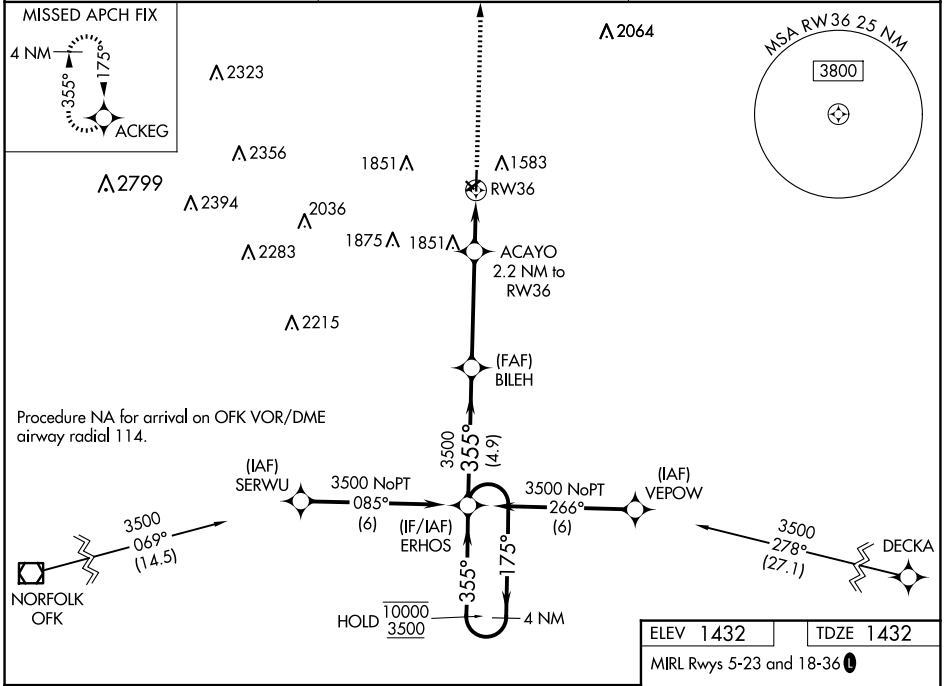 MISSED APCH FIX
4 NM
355°
175°
ACKEG
2323
2356
2799
2394
2036
2283
2215
1851
1875
1851
1583
2064
RW36
ACAYO
2.2 NM to
RW36
(FAF)
BILEH
MSA RW36 25 NM
3800
Procedure NA for arrival on OFK VOR/DME
airway radial 114.
3500
355°
(4.9)
(IAF)
SERWU
3500 NoPT
085°
(6)
(IF/IAF)
ERHOS
3500 NoPT
266°
(6)
(IAF)
VEPOW
3500
069°
(14.5)
NORFOLK
OFK
3500
278°
(27.1)
DECKA
355°
175°
HOLD
10000
3500
4 NM
ELEV 1432
TDZE 1432
MIRL Rwys 5-23 and 18-36 L